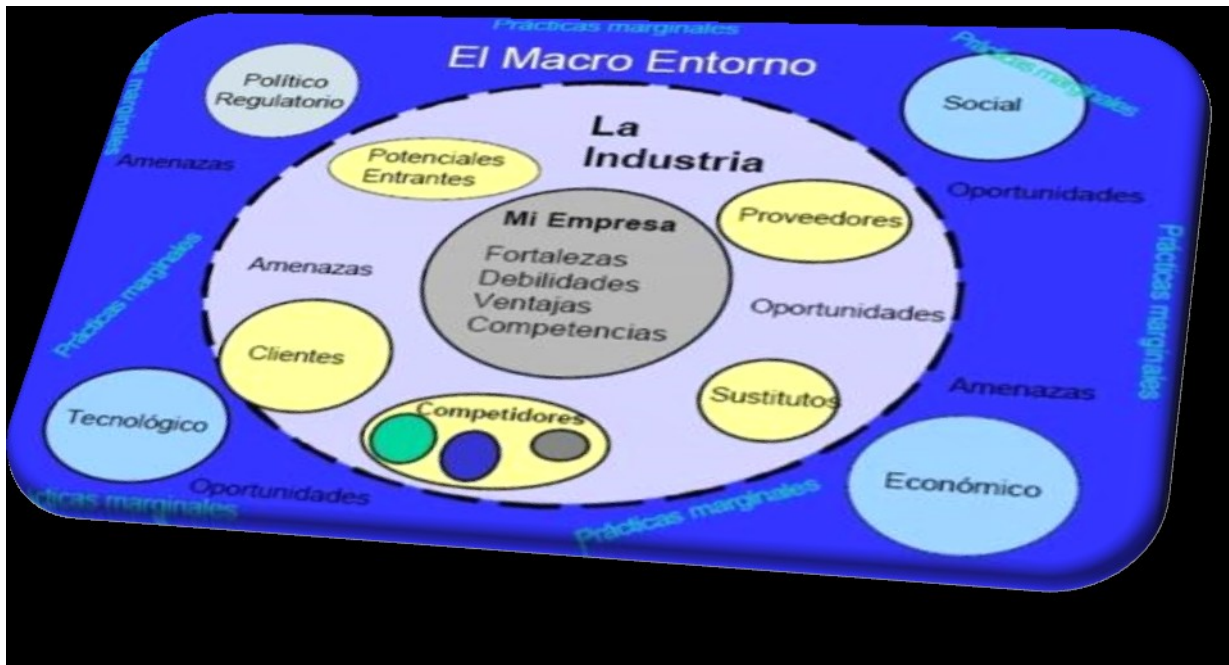 Prácticas marginales
El Macro Entorno
Prácticas marginales
marginales
Político
Regulatorio
Social
Amenazas
Oportunidades
La
Industria
Potenciales
Entrantes
Proveedores
Mi Empresa
Fortalezas
Debilidades
Ventajas
Competencias
Amenazas
Oportunidades
Prácticas marginales
Prácticas marginales
Clientes
Sustitutos
Amenazas
Competidores
Tecnológico
Económico
Oportunidades
marginales
Prácticas marginales